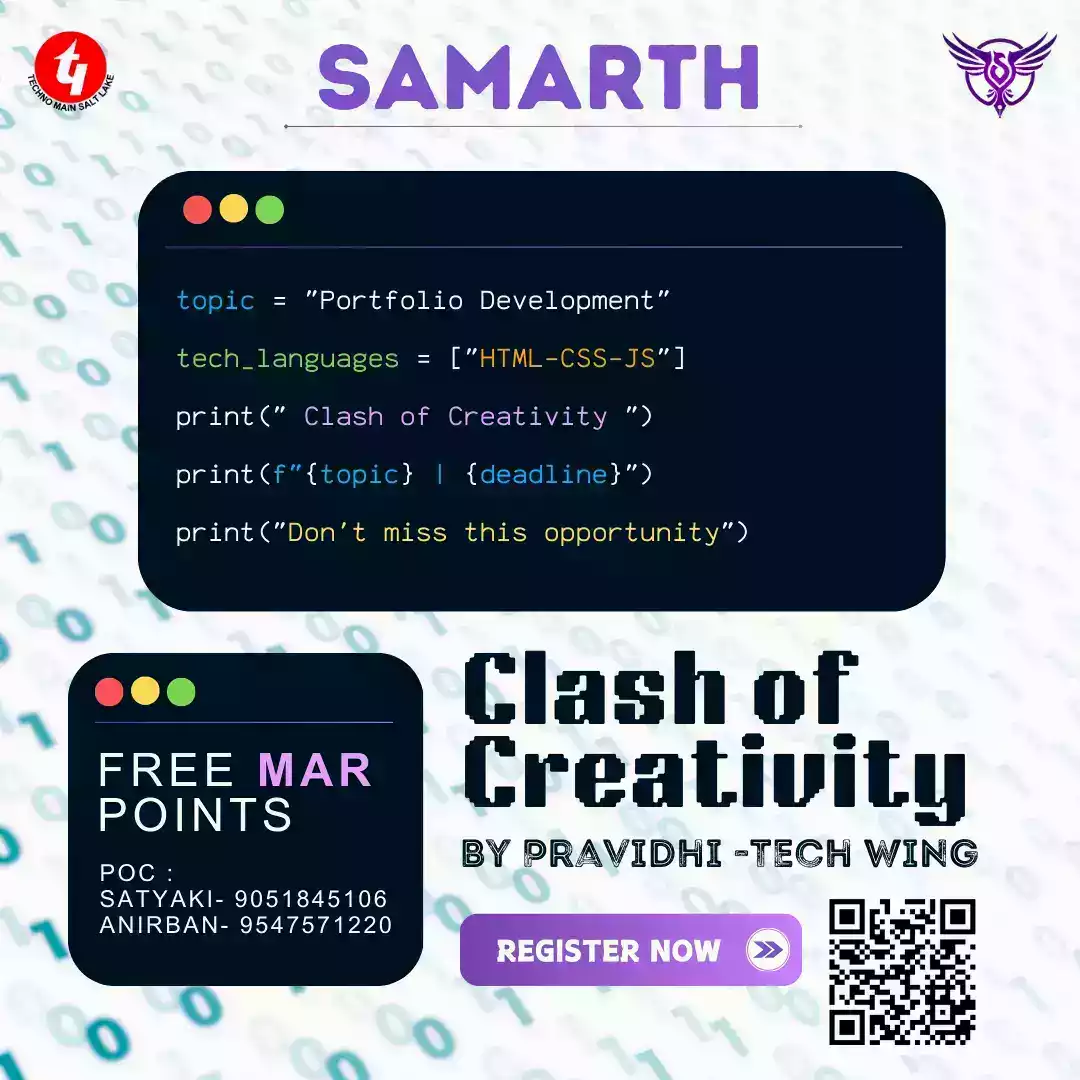 TECHNO MAIN SALT LAKE
SAMARTH
topic = "Portfolio Development"
tech_languages = ["HTML-CSS-JS"]
print(" Clash of Creativity ")
print(f"{topic} | {deadline}")
print("Don't miss this opportunity")
FREE MAR
POINTS
POC :
SATYAKI- 9051845106
ANIRBAN- 9547571220
Clash of
Creativity
BY PRAVIDHI -TECH WING
REGISTER NOW